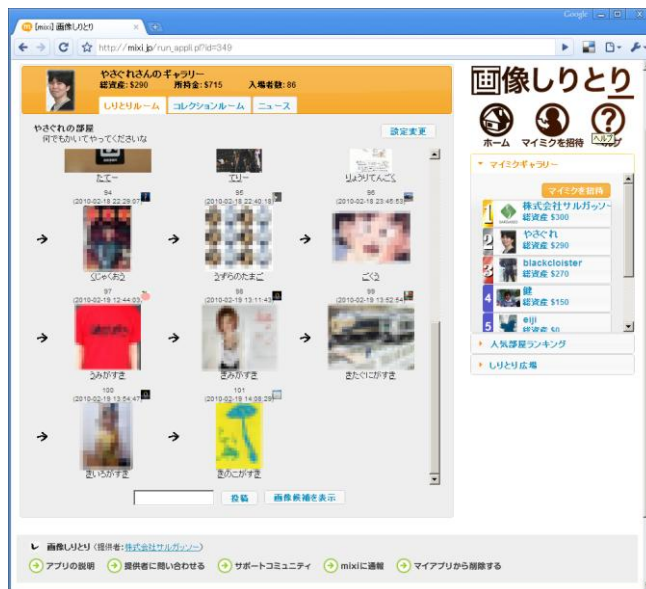 Google
[mixi] 画像しりとり
http://mixi.jp/run_appli.pl?id=349
やさぐれさんのギャラリー
総資産: $290 所持金: $715 入場者数: 86
しりとりルーム コレクションルーム ニュース
やさぐれの部屋
何でもかいてやってくださいな
設定変更
たてー てりー りょうりてんごく
94 95 96
(2010-02-18 22:29:07) (2010-02-18 22:40:18) (2010-02-18 23:45:53)
くじゃくおう うずらのたまご ごくう
97 98 99
(2010-02-19 12:44:03) (2010-02-19 13:11:43) (2010-02-19 13:52:54)
うみがすき きみがすき きたぐにがすき
100 101
(2010-02-19 13:54:47) (2010-02-19 14:08:29)
きいろがすき きのこがすき
投稿 画像候補を表示
画像しりとり
ホーム マイミクを招待 ヘルプ
マイミクギャラリー
マイミクを招待
1 株式会社サルガッソー
総資産 $300
2 やさぐれ
総資産 $290
3 blackcloister
総資産 $270
4 健
総資産 $150
5 eiji
総資産 $0
人気部屋ランキング
しりとり広場
画像しりとり (提供者: 株式会社サルガッソー)
アプリの説明 提供者に問い合わせる サポートコミュニティ mixiに通報 マイアプリから削除する